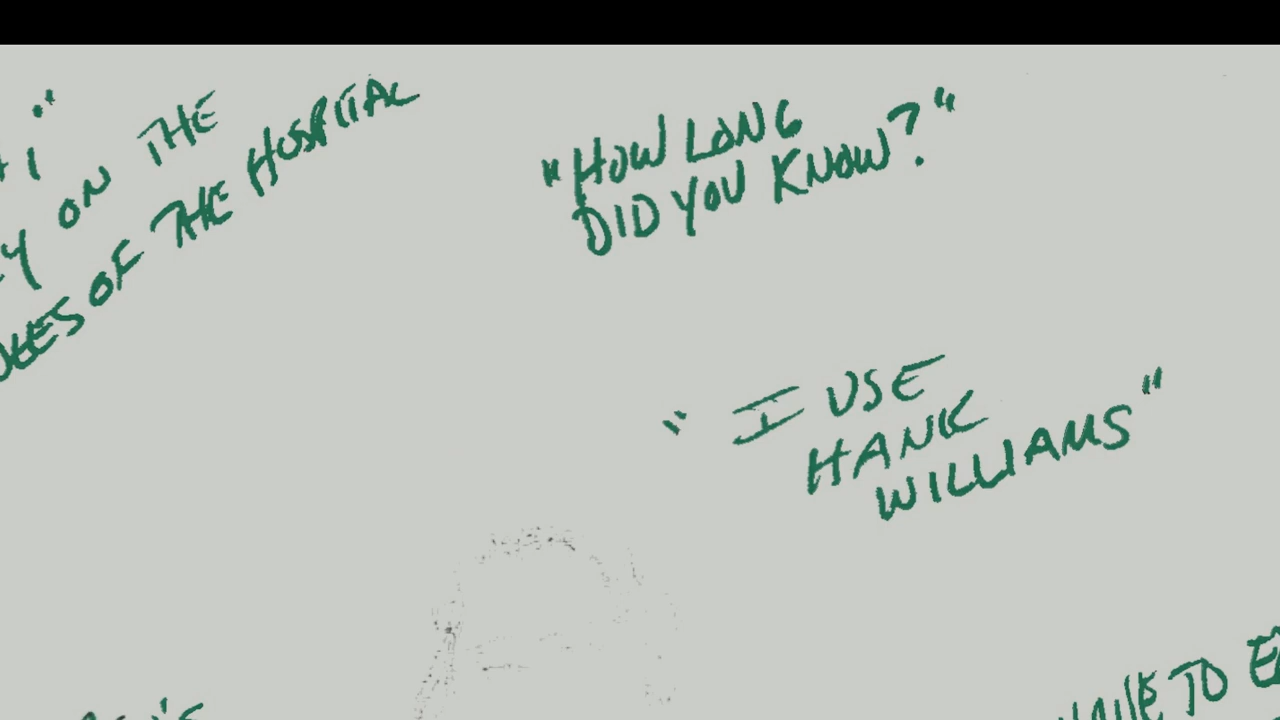 ON THE
OF THE HOSPITAL
"HOW LONG
DID YOU KNOW?"
"I USE
HANK
WILLIAMS"
TO